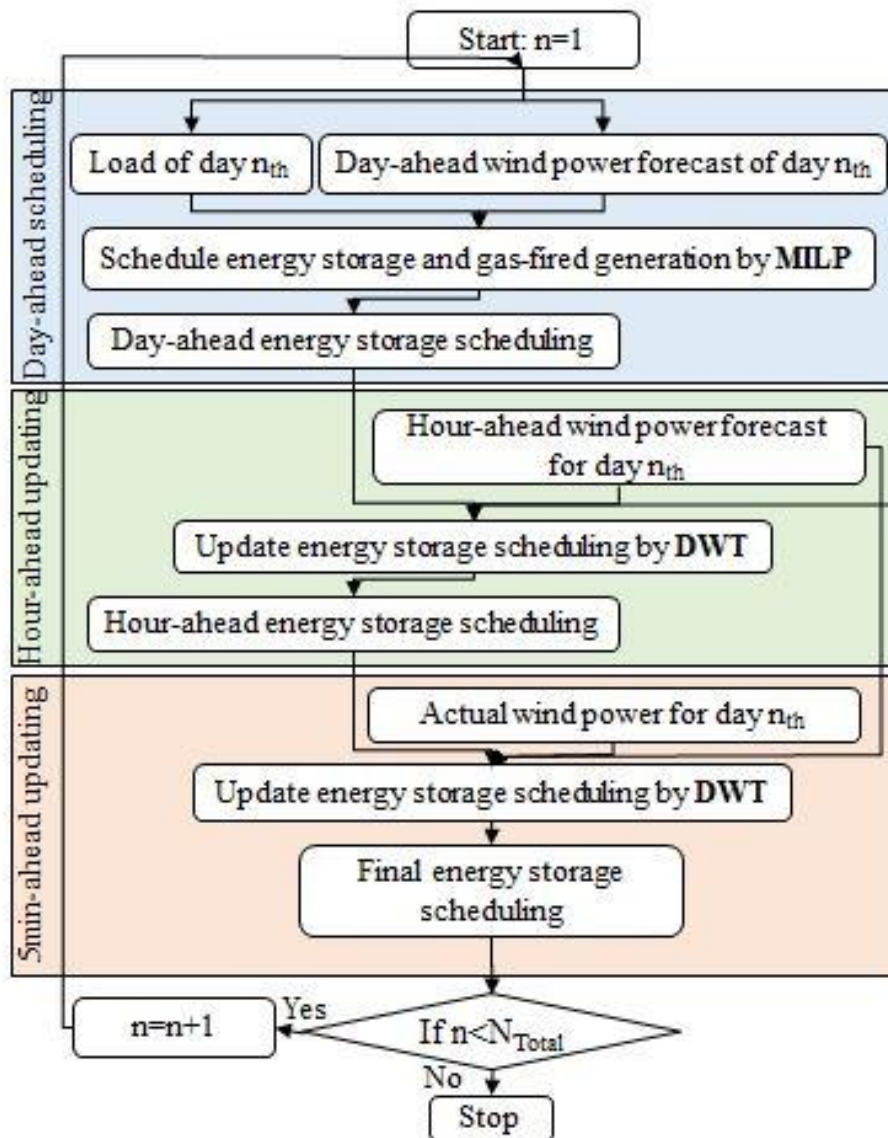 Start: n=1
Day-ahead scheduling
Load of day nth
Day-ahead wind power forecast of day nth
Schedule energy storage and gas-fired generation by MILP
Day-ahead energy storage scheduling
Hour-ahead updating
Hour-ahead wind power forecast
for day nth
Update energy storage scheduling by DWT
Hour-ahead energy storage scheduling
5min-ahead updating
Actual wind power for day nth
Update energy storage scheduling by DWT
Final energy storage
scheduling
n=n+1
Yes
If n<NTotal
No
Stop